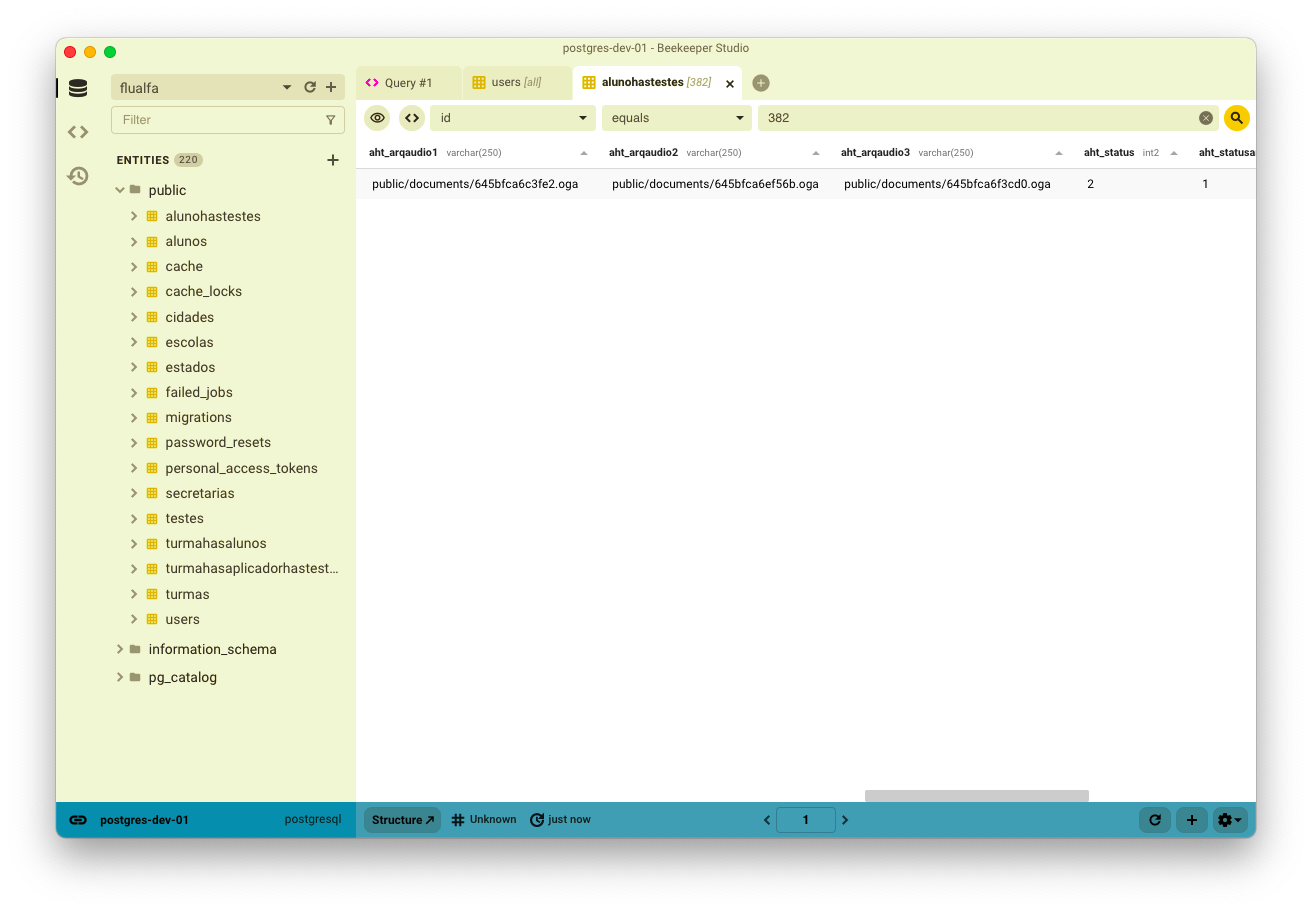 postgres-dev-01 - Beekeeper Studio
flualfa
Filter
ENTITIES 220
public
alunohastestes
alunos
cache
cache_locks
cidades
escolas
estados
failed_jobs
migrations
password_resets
personal_access_tokens
secretarias
testes
turmahasalunos
turmahasaplicadorhastest...
turmas
users
information_schema
pg_catalog
Query #1 users [all] alunohastestes [382]
id equals 382
aht_arqaudio1 varchar(250) aht_arqaudio2 varchar(250) aht_arqaudio3 varchar(250) aht_status int2 aht_statusa
public/documents/645bfca6c3fe2.oga public/documents/645bfca6ef56b.oga public/documents/645bfca6f3cd0.oga 2 1
postgres-dev-01 postgresql Structure Unknown just now 1